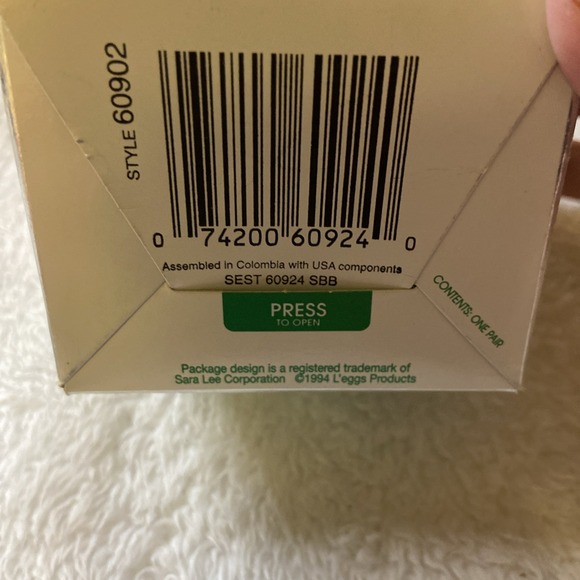 STYLE 60902
0 74200 60924 0
Assembled in Colombia with USA components
SEST 60924 SBB
PRESS
TO OPEN
CONTENTS: ONE PAIR
Package design is a registered trademark of
Sara Lee Corporation ©1994 L'eggs Products